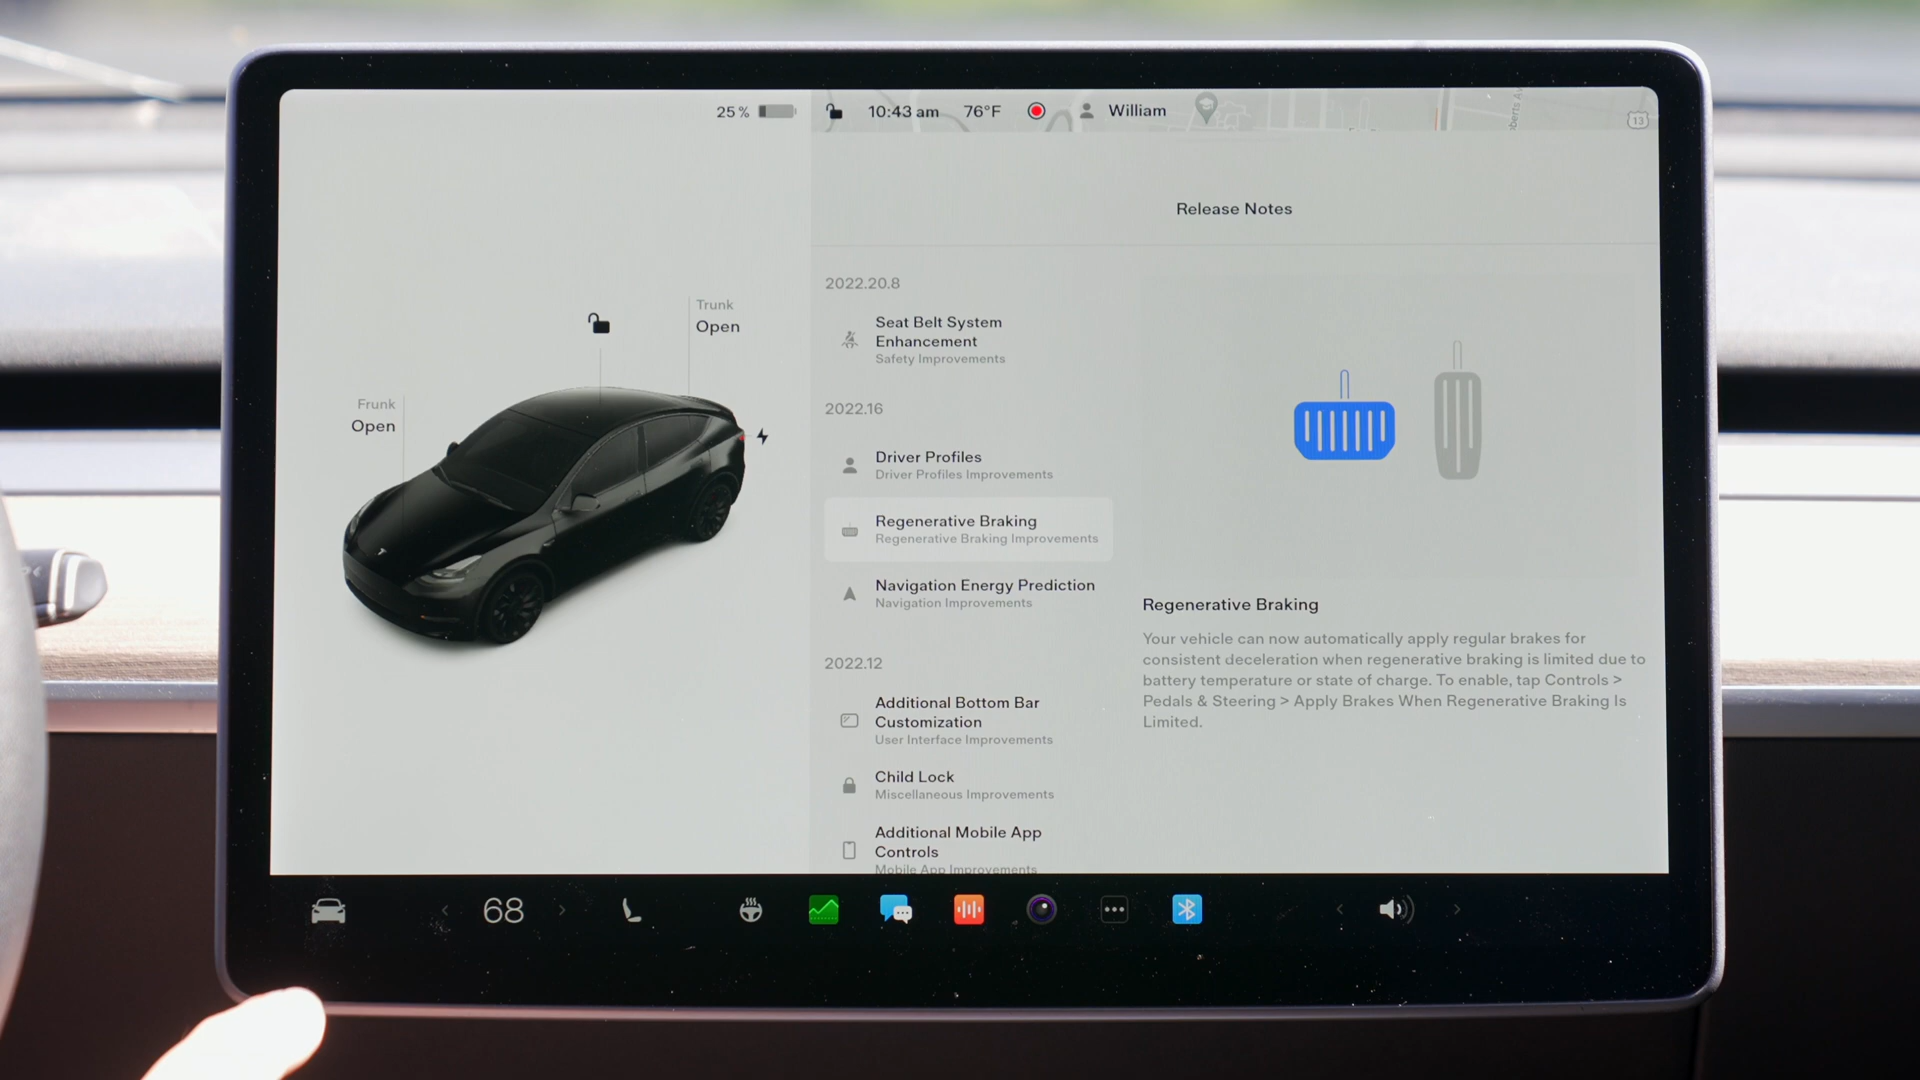 25 %
10:43 am
76°F
William
13
Release Notes
Trunk
Open
Frunk
Open
2022.20.8
Seat Belt System
Enhancement
Safety Improvements
2022.16
Driver Profiles
Driver Profiles Improvements
Regenerative Braking
Regenerative Braking Improvements
Navigation Energy Prediction
Navigation Improvements
2022.12
Additional Bottom Bar
Customization
User Interface Improvements
Child Lock
Miscellaneous Improvements
Additional Mobile App
Controls
Mobile App Improvements
Regenerative Braking
Your vehicle can now automatically apply regular brakes for
consistent deceleration when regenerative braking is limited due to
battery temperature or state of charge. To enable, tap Controls >
Pedals & Steering > Apply Brakes When Regenerative Braking Is
Limited.
68